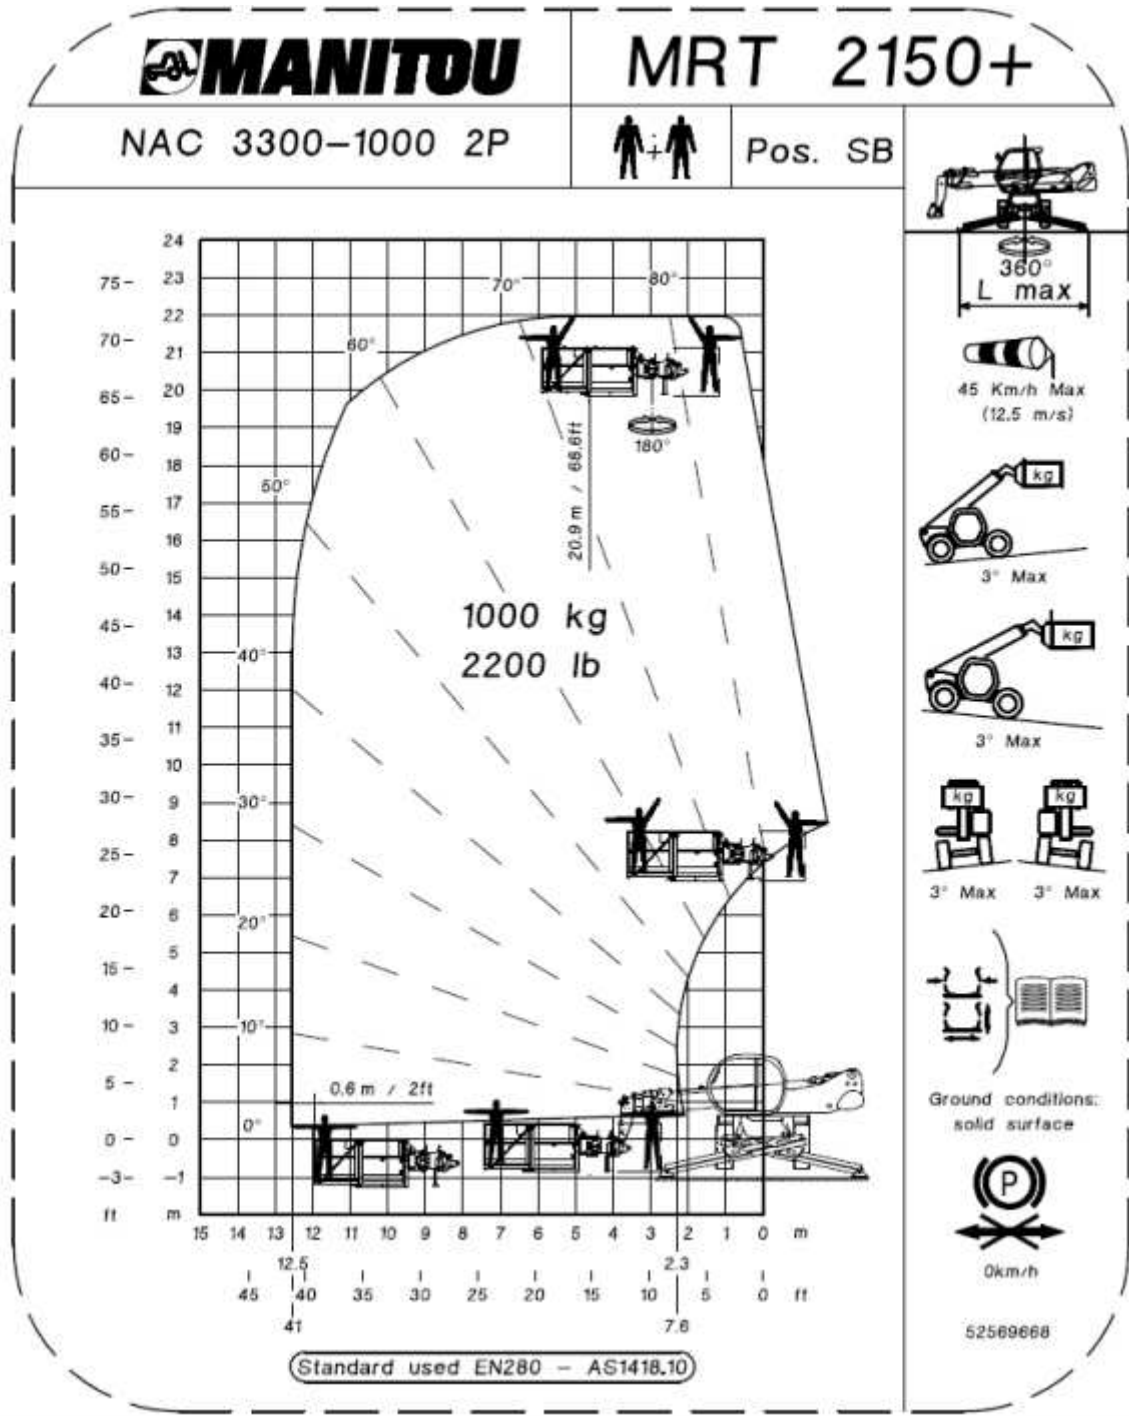 MANITOU
MRT 2150+
NAC 3300-1000 2P
+
Pos. SB
360°
L max
45 Km/h Max
(12.5 m/s)
kg
3° Max
kg
3° Max
kg kg
3° Max 3° Max
Ground conditions:
solid surface
P
0km/h
52569668
24
75- 23
22
70- 21
20
65- 19
60- 18
17
55- 16
50- 15
14
45- 13
40- 12
11
35- 10
30- 9
8
25- 7
20- 6
5
15- 4
10- 3
2
5- 1
0- 0
-3- -1
ft m
80°
70°
60°
50°
40°
30°
20°
10°
0°
180°
20.9 m / 68.6ft
1000 kg
2200 lb
0.6 m / 2ft
15 14 13 12 11 10 9 8 7 6 5 4 3 2 1 0 m
12.5 2.3
45 40 35 30 25 20 15 10 5 0 ft
41 7.6
Standard used EN280 - AS1418.10